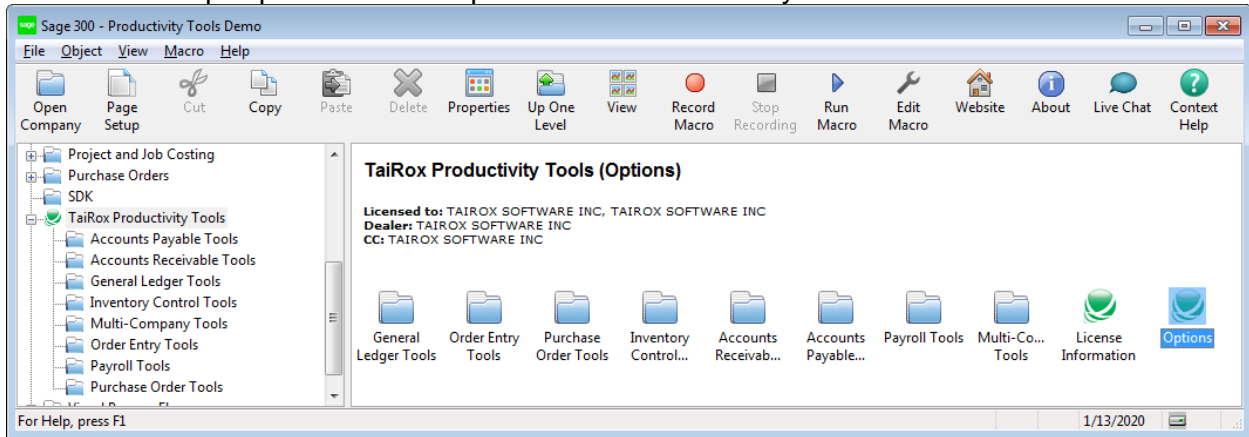 Sage 300 - Productivity Tools Demo
File Object View Macro Help
Open Company
Page Setup
Cut
Copy
Paste
Delete
Properties
Up One Level
View
Record Macro
Stop Recording
Run Macro
Edit Macro
Website
About
Live Chat
Context Help
Project and Job Costing
Purchase Orders
SDK
TaiRox Productivity Tools
Accounts Payable Tools
Accounts Receivable Tools
General Ledger Tools
Inventory Control Tools
Multi-Company Tools
Order Entry Tools
Payroll Tools
Purchase Order Tools
TaiRox Productivity Tools (Options)
Licensed to: TAIROX SOFTWARE INC, TAIROX SOFTWARE INC
Dealer: TAIROX SOFTWARE INC
CC: TAIROX SOFTWARE INC
General Ledger Tools
Order Entry Tools
Purchase Order Tools
Inventory Control...
Accounts Receivab...
Accounts Payable...
Payroll Tools
Multi-Co... Tools
License Information
Options
For Help, press F1
1/13/2020